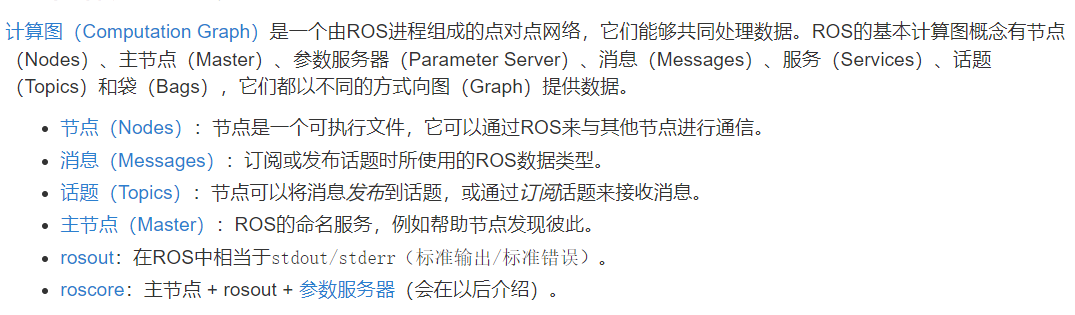 计算图（Computation Graph）是一个由ROS进程组成的点对点网络，它们能够共同处理数据。ROS的基本计算图概念有节点
（Nodes）、主节点（Master）、参数服务器（Parameter Server）、消息（Messages）、服务（Services）、话题
（Topics）和袋（Bags），它们都以不同的方式向图（Graph）提供数据。
• 节点（Nodes）：节点是一个可执行文件，它可以通过ROS来与其他节点进行通信。
• 消息（Messages）：订阅或发布话题时所使用的ROS数据类型。
• 话题（Topics）：节点可以将消息发布到话题，或通过订阅话题来接收消息。
• 主节点（Master）：ROS的命名服务，例如帮助节点发现彼此。
• rosout：在ROS中相当于stdout/stderr（标准输出/标准错误）。
• roscore：主节点 + rosout + 参数服务器（会在以后介绍）。